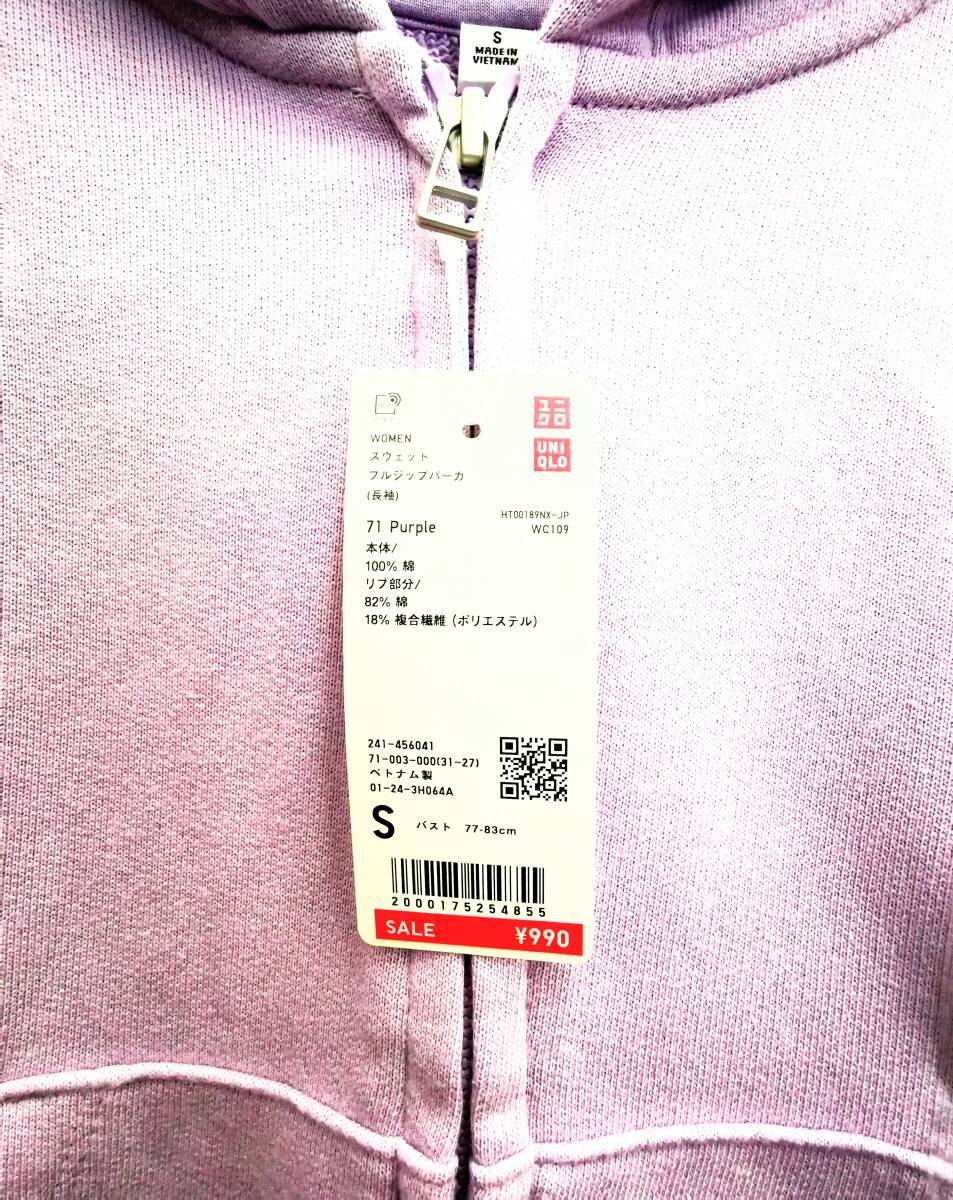 S
MADE IN
VIETNAM
ユニ
クロ
UNI
QLO
WOMEN
スウェット
フルジップパーカ
(長袖)
HT00189NX-JP
71 Purple
WC109
本体/
100% 綿
リブ部分/
82% 綿
18% 複合繊維 (ポリエステル)
241-456041
71-003-000(31-27)
ベトナム製
01-24-3H064A
S バスト 77-83cm
2000175254855
SALE ¥990